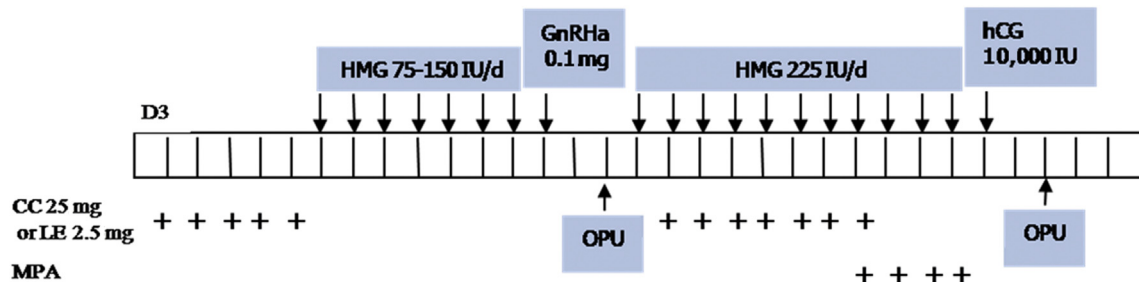 GnRHa
0.1 mg
hCG
10,000 IU
HMG 75-150 IU/d
HMG 225 IU/d
D3
CC 25 mg
or LE 2.5 mg
+ + + + + + + + + + + +
OPU
OPU
MPA
+ + + +